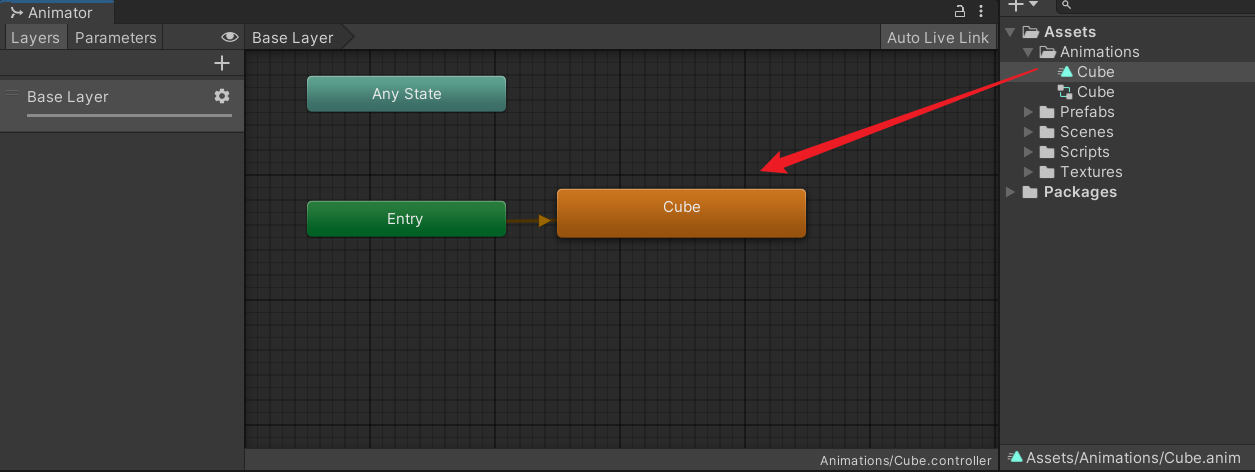 Animator
Layers
Parameters
Base Layer
Auto Live Link
Base Layer
Any State
Entry
Cube
Animations/Cube.controller
Assets
Animations
Cube
Cube
Prefabs
Scenes
Scripts
Textures
Packages
Assets/Animations/Cube.anim